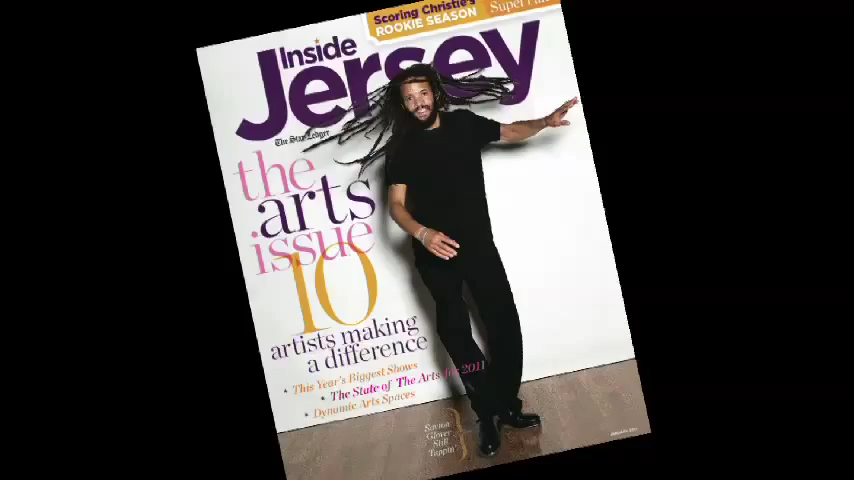 Scoring Christie's
ROOKIE SEASON
Super
Inside
Jersey
The Star-Ledger
the
arts
issue
10
artists making
a difference
• This Year's Biggest Shows
• The State of The Arts for 2011
• Dynamic Arts Spaces
Savion
Glover
Still
Tappin'